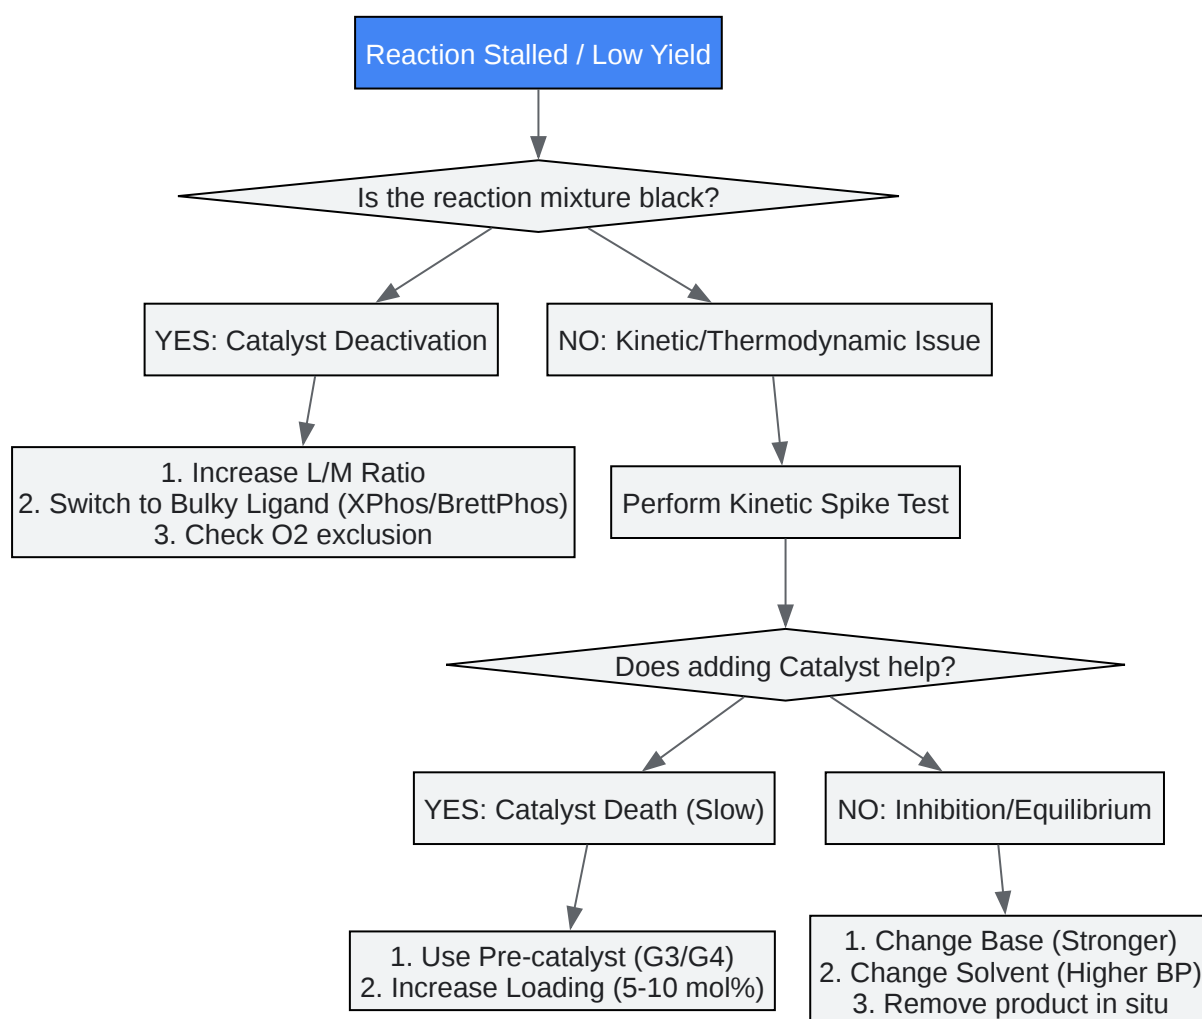 Reaction Stalled / Low Yield
Is the reaction mixture black?
YES: Catalyst Deactivation
NO: Kinetic/Thermodynamic Issue
1. Increase L/M Ratio
2. Switch to Bulky Ligand (XPhos/BrettPhos)
3. Check O2 exclusion
Perform Kinetic Spike Test
Does adding Catalyst help?
YES: Catalyst Death (Slow)
NO: Inhibition/Equilibrium
1. Use Pre-catalyst (G3/G4)
2. Increase Loading (5-10 mol%)
1. Change Base (Stronger)
2. Change Solvent (Higher BP)
3. Remove product in situ